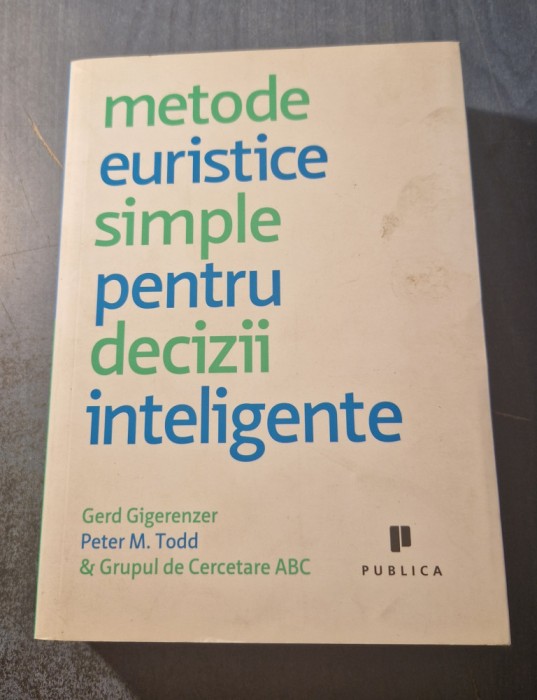 metode
euristice
simple
pentru
decizii
inteligente
Gerd Gigerenzer
Peter M. Todd
& Grupul de Cercetare ABC
PUBLICA